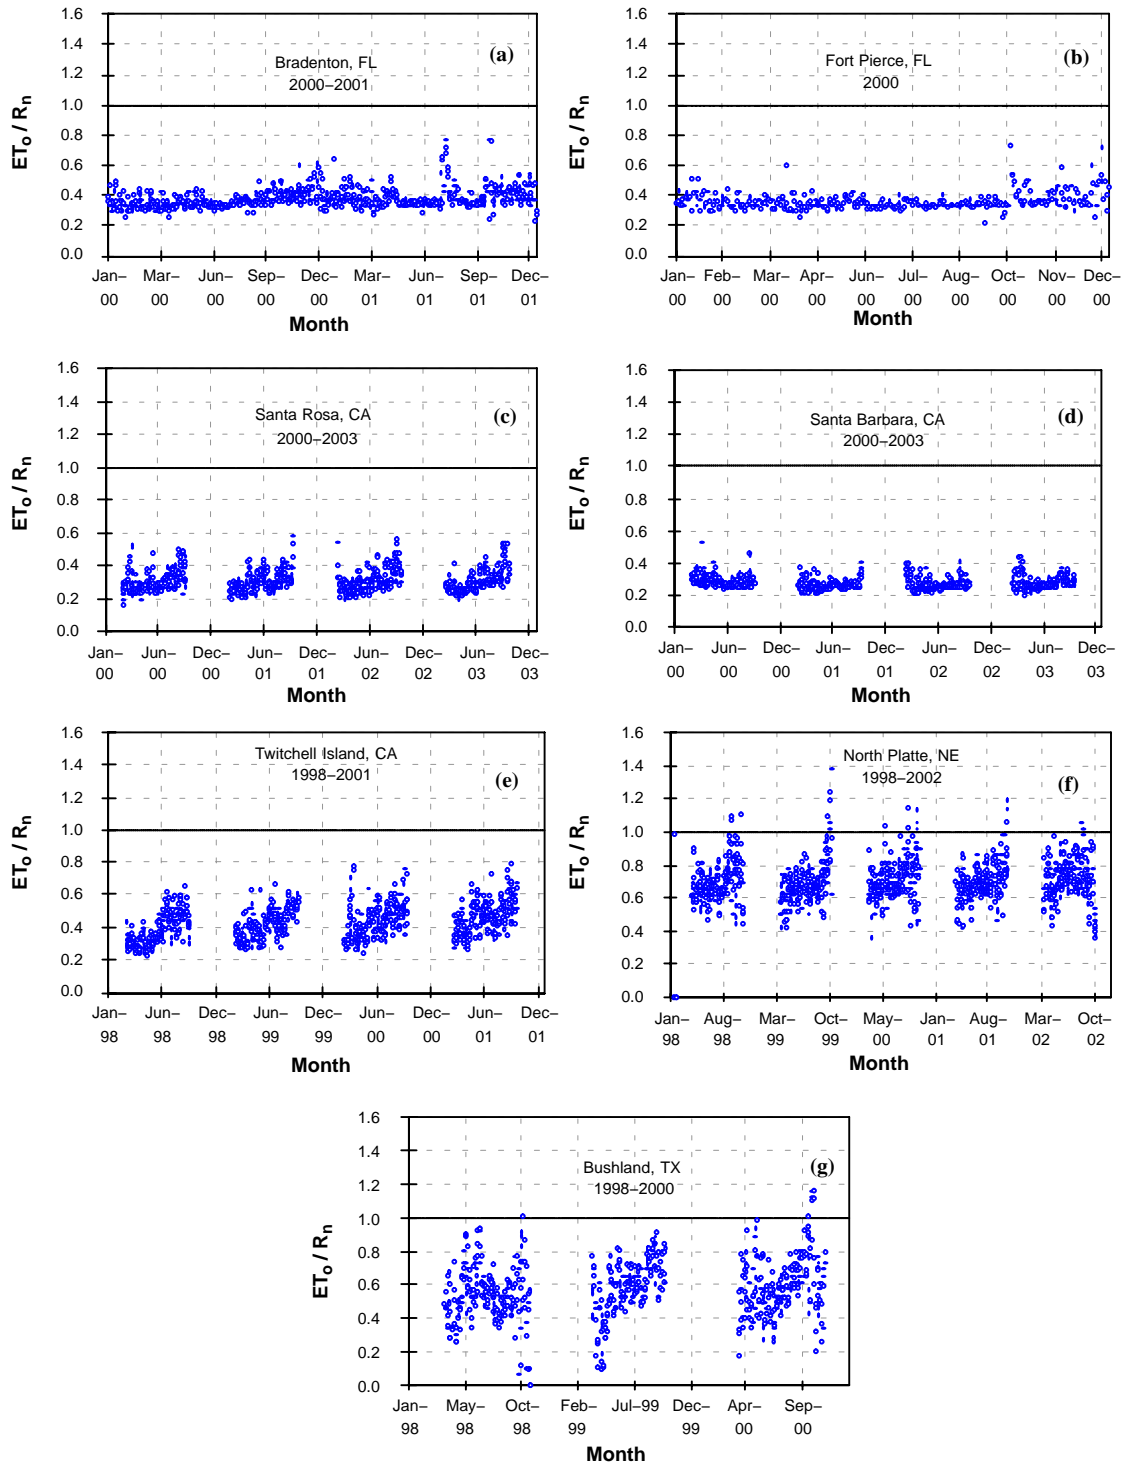 1.6
1.4
1.2
1.0
0.8
0.6
0.4
0.2
0.0
ETo / Rn
(a)
Bradenton, FL
2000–2001
Jan– Mar– Jun– Sep– Dec– Mar– Jun– Sep– Dec–
00 00 00 00 00 01 01 01 01
Month
1.6
1.4
1.2
1.0
0.8
0.6
0.4
0.2
0.0
ETo / Rn
(b)
Fort Pierce, FL
2000
Jan– Feb– Mar– Apr– Jun– Jul– Aug– Oct– Nov– Dec–
00 00 00 00 00 00 00 00 00 00
Month
1.6
1.4
1.2
1.0
0.8
0.6
0.4
0.2
0.0
ETo / Rn
Santa Rosa, CA
(c)
2000–2003
Jan– Jun– Dec– Jun– Dec– Jun– Dec– Jun– Dec–
00 00 00 01 01 02 02 03 03
Month
1.6
1.4
1.2
1.0
0.8
0.6
0.4
0.2
0.0
ETo / Rn
Santa Barbara, CA
(d)
2000–2003
Jan– Jun– Dec– Jun– Dec– Jun– Dec– Jun– Dec–
00 00 00 01 01 02 02 03 03
Month
1.6
1.4
1.2
1.0
0.8
0.6
0.4
0.2
0.0
ETo / Rn
Twitchell Island, CA
1998–2001
(e)
Jan– Jun– Dec– Jun– Dec– Jun– Dec– Jun– Dec–
98 98 98 99 99 00 00 01 01
Month
1.6
1.4
1.2
1.0
0.8
0.6
0.4
0.2
0.0
ETo / Rn
North Platte, NE
1998–2002
(f)
Jan– Aug– Mar– Oct– May– Jan– Aug– Mar– Oct–
98 98 99 99 00 01 01 02 02
Month
1.6
1.4
1.2
1.0
0.8
0.6
0.4
0.2
0.0
ETo / Rn
Bushland, TX
(g)
1998–2000
Jan– May– Oct– Feb– Jul–99 Dec– Apr– Sep–
98 98 98 99 99 00 00
Month